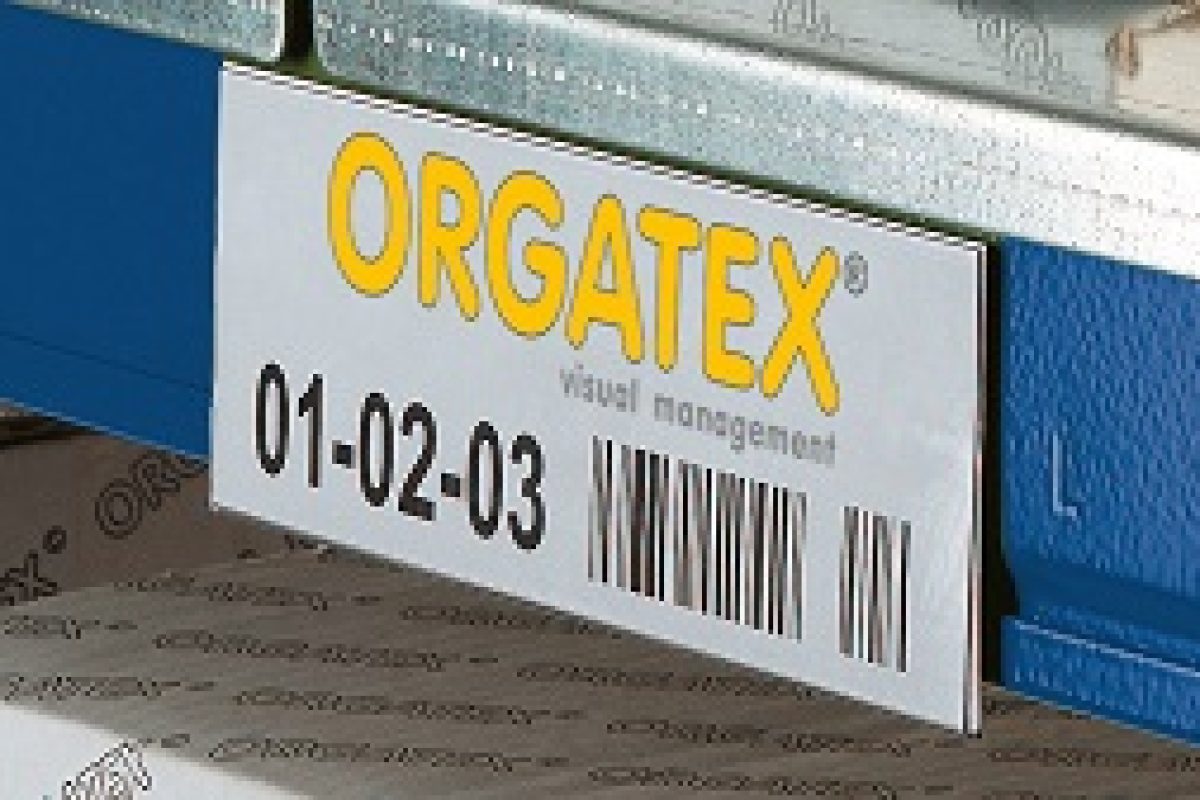 ORGATEX®
visual management
01-02-03
L